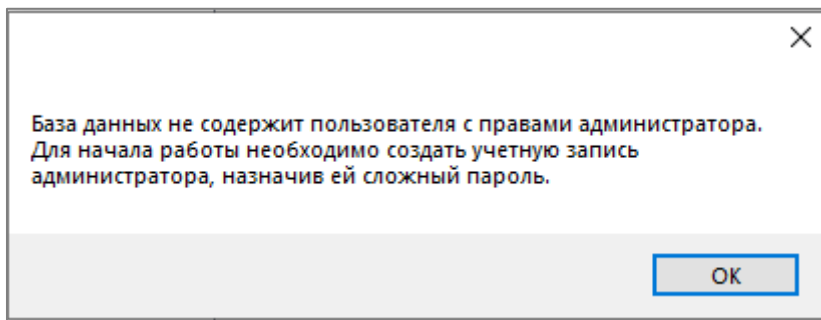 База данных не содержит пользователя с правами администратора.
Для начала работы необходимо создать учетную запись
администратора, назначив ей сложный пароль.
OK